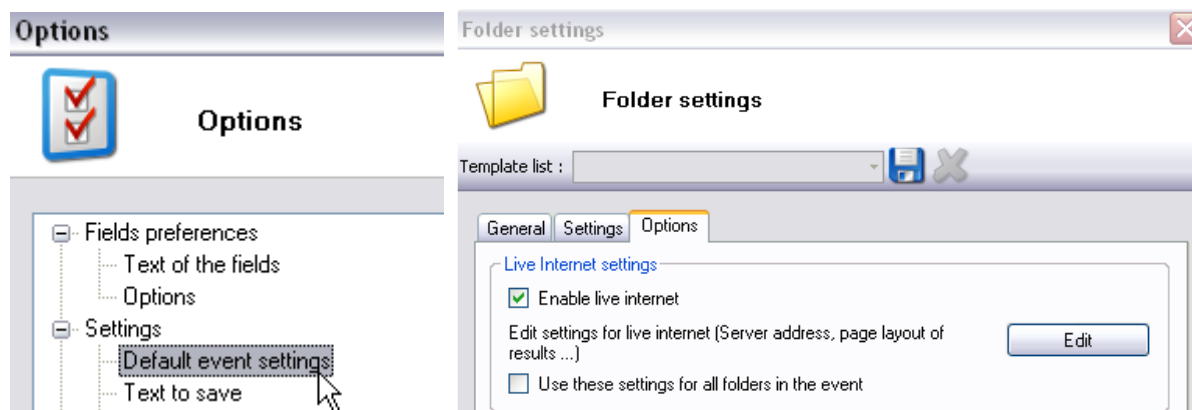 Options
Options
Fields preferences
Text of the fields
Options
Settings
Default event settings
Text to save
Folder settings
Folder settings
Template list :
General Settings Options
Live Internet settings
Enable live internet
Edit settings for live internet (Server address, page layout of
results ...)
Edit
Use these settings for all folders in the event